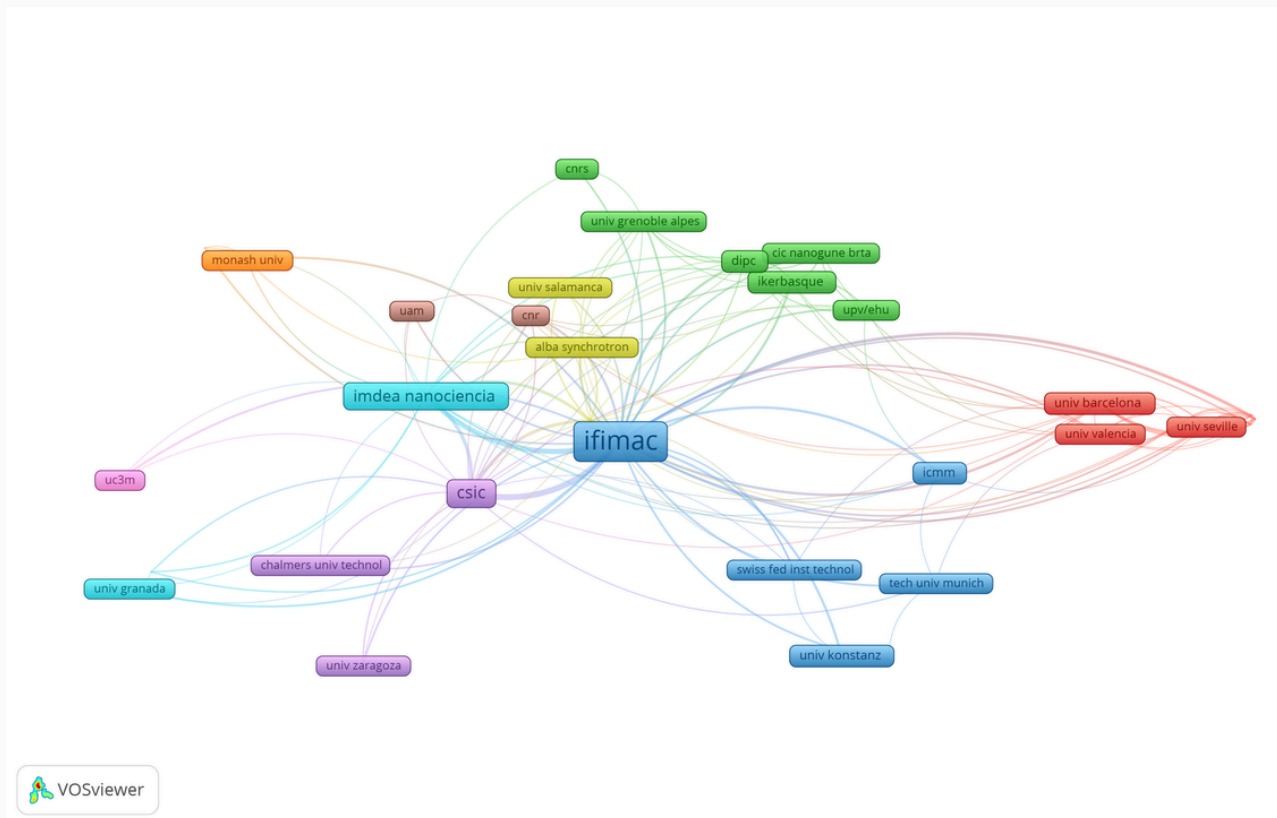 cnrs
univ grenoble alpes
cic nanogune brta
dipc
monash univ
ikerbasque
univ salamanca
upv/ehu
uam
cnr
alba synchrotron
imdea nanociencia
univ barcelona
univ seville
univ valencia
ifimac
icmm
uc3m
csic
chalmers univ technol
swiss fed inst technol
tech univ munich
univ granada
univ konstanz
univ zaragoza
VOSviewer